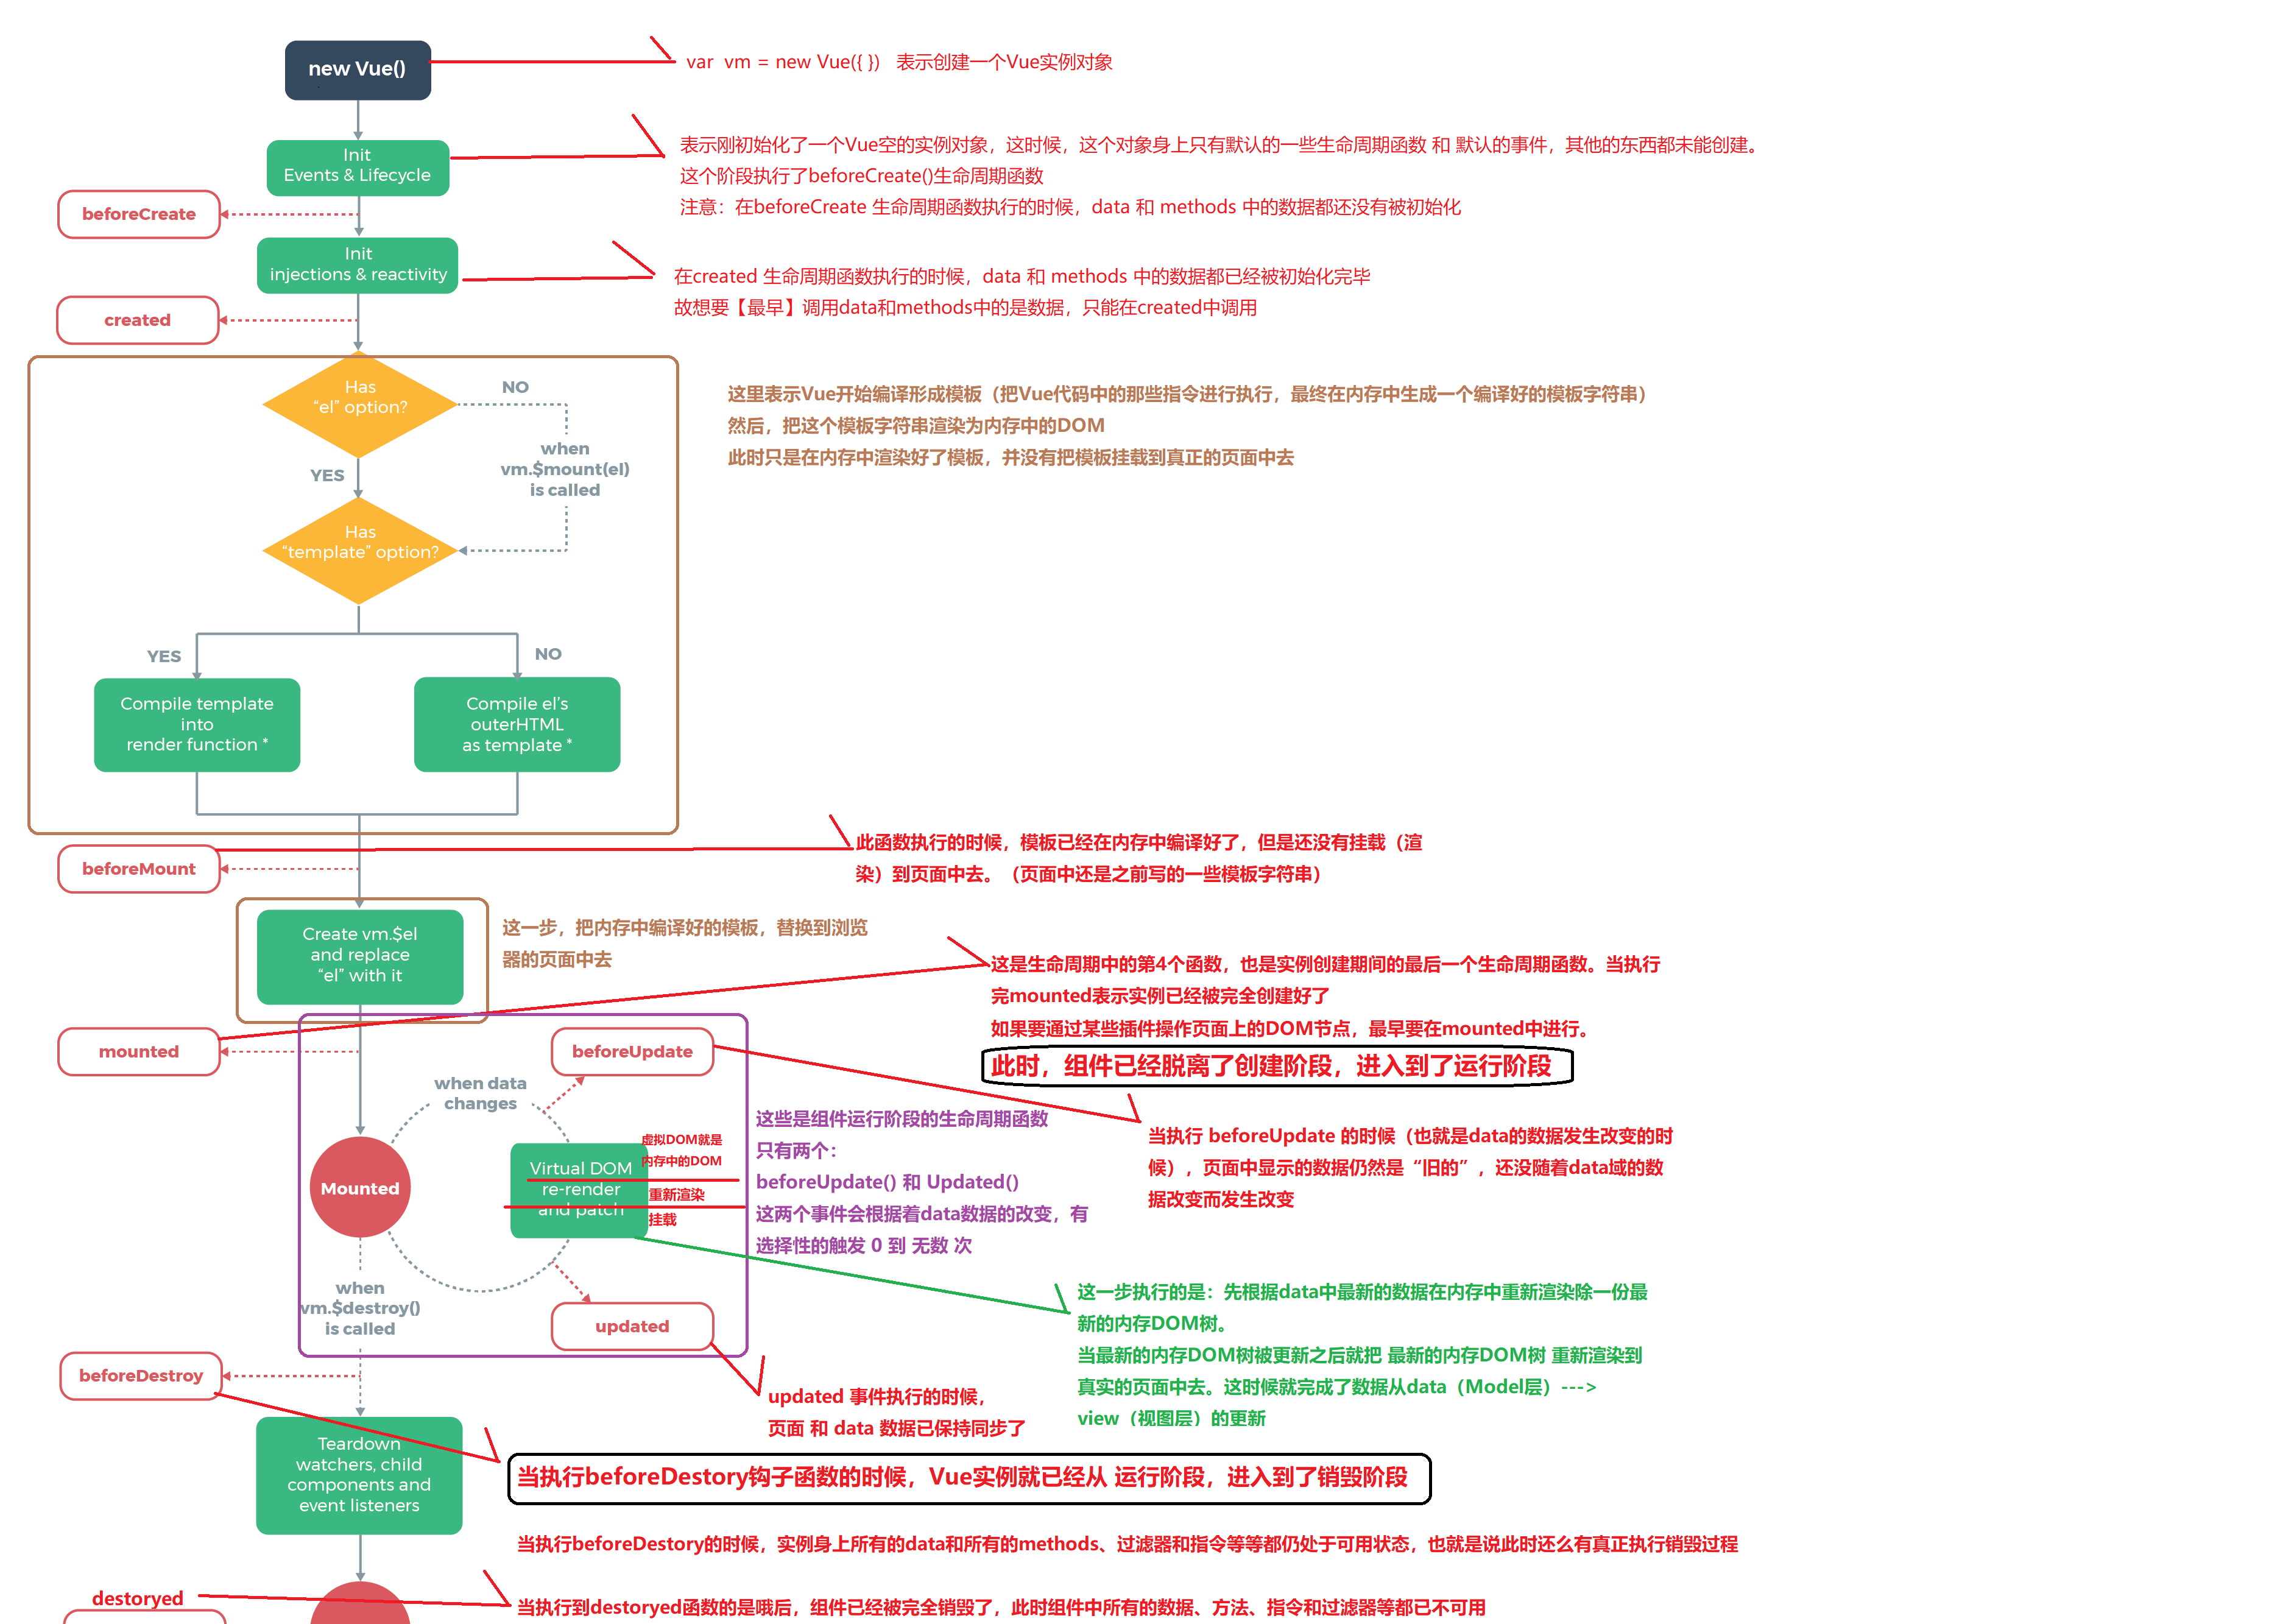 new Vue()
var  vm = new Vue({ })   表示创建一个Vue实例对象
Init
Events & Lifecycle
表示刚初始化了一个Vue空的实例对象，这时候，这个对象身上只有默认的一些生命周期函数 和 默认的事件，其他的东西都未能创建。
这个阶段执行了beforeCreate()生命周期函数
注意：在beforeCreate 生命周期函数执行的时候，data 和 methods 中的数据都还没有被初始化
beforeCreate
Init
injections & reactivity
在created 生命周期函数执行的时候，data 和 methods 中的数据都已经被初始化完毕
故想要【最早】调用data和methods中的是数据，只能在created中调用
created
Has
“el” option?
NO
when
vm.$mount(el)
is called
YES
这里表示Vue开始编译形成模板（把Vue代码中的那些指令进行执行，最终在内存中生成一个编译好的模板字符串）
然后，把这个模板字符串渲染为内存中的DOM
此时只是在内存中渲染好了模板，并没有把模板挂载到真正的页面中去
Has
“template” option?
YES
NO
Compile template
into
render function *
Compile el's
outerHTML
as template *
beforeMount
此函数执行的时候，模板已经在内存中编译好了，但是还没有挂载（渲
染）到页面中去。（页面中还是之前写的一些模板字符串）
Create vm.$el
and replace
“el” with it
这一步，把内存中编译好的模板，替换到浏览
器的页面中去
mounted
这是生命周期中的第4个函数，也是实例创建期间的最后一个生命周期函数。当执行
完mounted表示实例已经被完全创建好了
如果要通过某些插件操作页面上的DOM节点，最早要在mounted中进行。
此时，组件已经脱离了创建阶段，进入到了运行阶段
beforeUpdate
when data
changes
当执行 beforeUpdate 的时候（也就是data的数据发生改变的时
候），页面中显示的数据仍然是“旧的”，还没随着data域的数
据改变而发生改变
Mounted
Virtual DOM
re-render
and patch
虚拟DOM就是
内存中的DOM
重新渲染
挂载
这些是组件运行阶段的生命周期函数
只有两个：
beforeUpdate() 和 Updated()
这两个事件会根据着data数据的改变，有
选择性的触发 0 到 无数 次
when
vm.$destroy()
is called
updated
这一步执行的是：先根据data中最新的数据在内存中重新渲染除一份最
新的内存DOM树。
当最新的内存DOM树被更新之后就把 最新的内存DOM树 重新渲染到
真实的页面中去。这时候就完成了数据从data（Model层）--->
view（视图层）的更新
updated 事件执行的时候，
页面 和 data 数据已保持同步了
beforeDestroy
Teardown
watchers, child
components and
event listeners
当执行beforeDestory钩子函数的时候，Vue实例就已经从 运行阶段，进入到了销毁阶段
当执行beforeDestory的时候，实例身上所有的data和所有的methods、过滤器和指令等等都仍处于可用状态，也就是说此时还么有真正执行销毁过程
destoryed
当执行到destoryed函数的是哦后，组件已经被完全销毁了，此时组件中所有的数据、方法、指令和过滤器等都已不可用